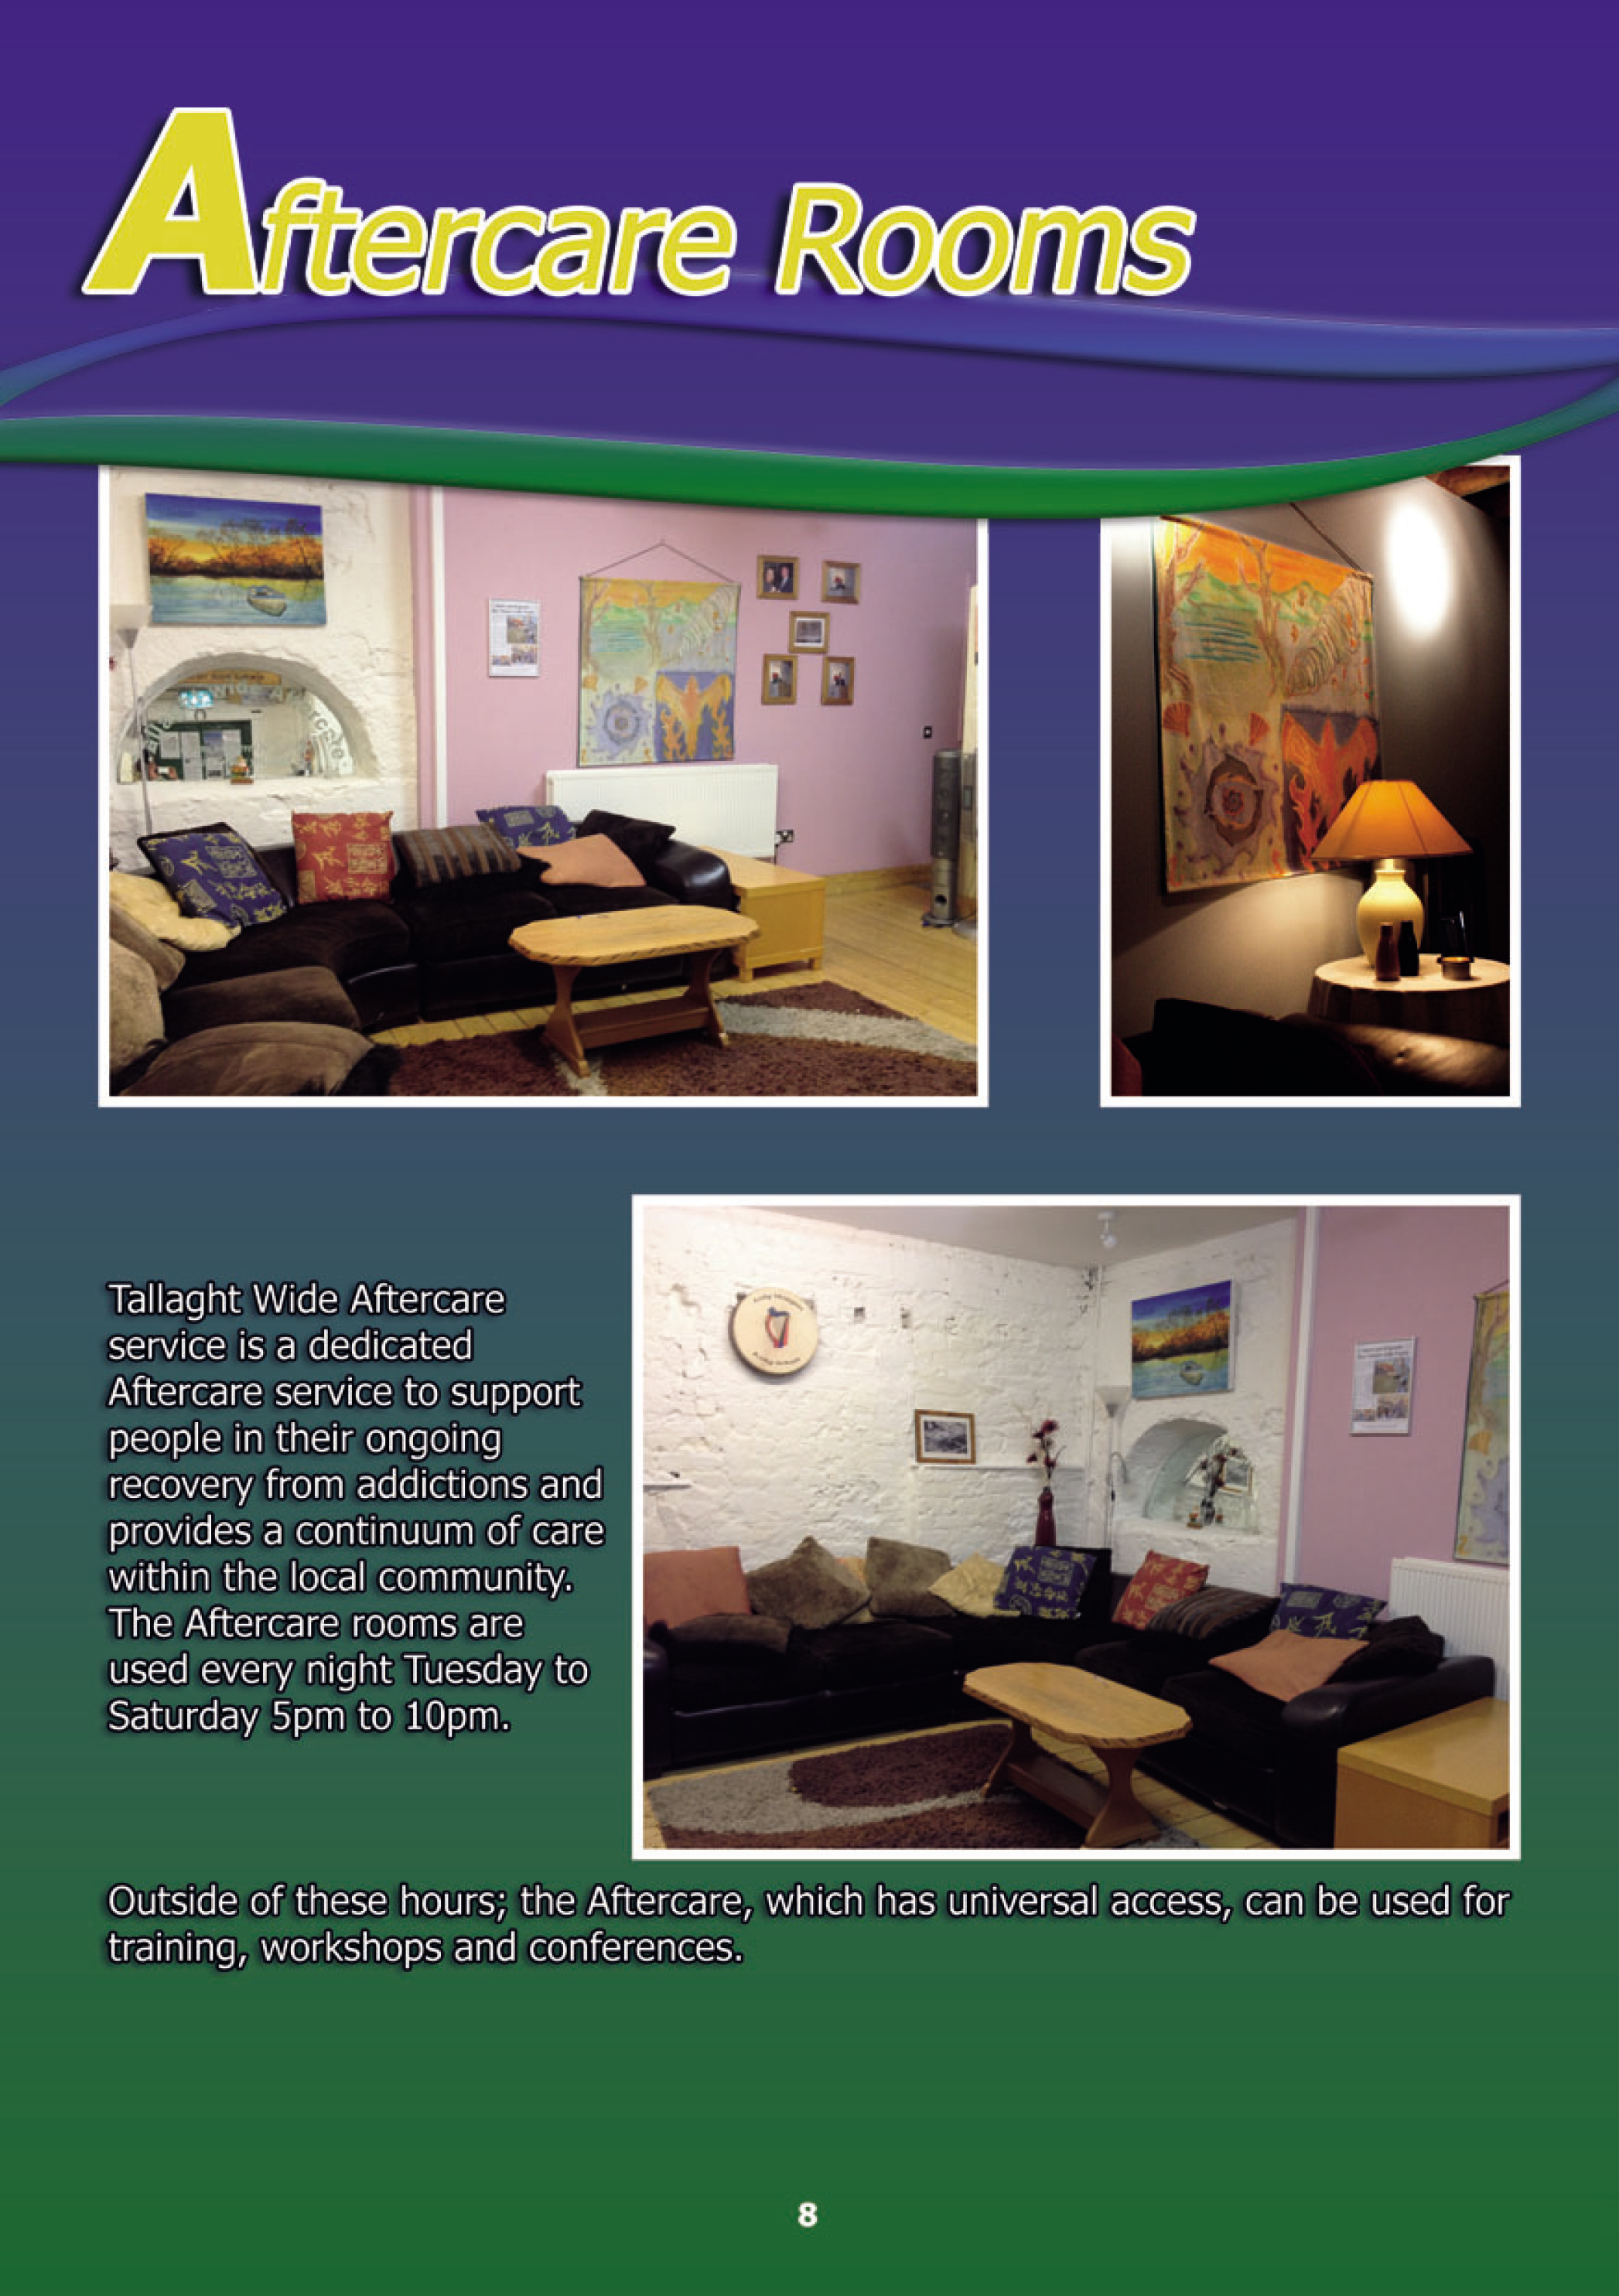 Aftercare Rooms
Tallaght Wide Aftercare
service is a dedicated
Aftercare service to support
people in their ongoing
recovery from addictions and
provides a continuum of care
within the local community.
The Aftercare rooms are
used every night Tuesday to
Saturday 5pm to 10pm.
Outside of these hours; the Aftercare, which has universal access, can be used for
training, workshops and conferences.
8